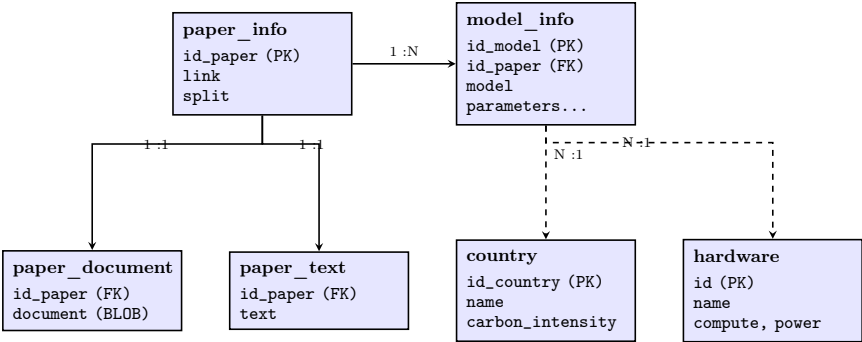 paper_info
id_paper (PK)
link
split
1 :N
model_info
id_model (PK)
id_paper (FK)
model
parameters...
1 :1
1 :1
N :1
N :1
paper_document
id_paper (FK)
document (BLOB)
paper_text
id_paper (FK)
text
country
id_country (PK)
name
carbon_intensity
hardware
id (PK)
name
compute, power